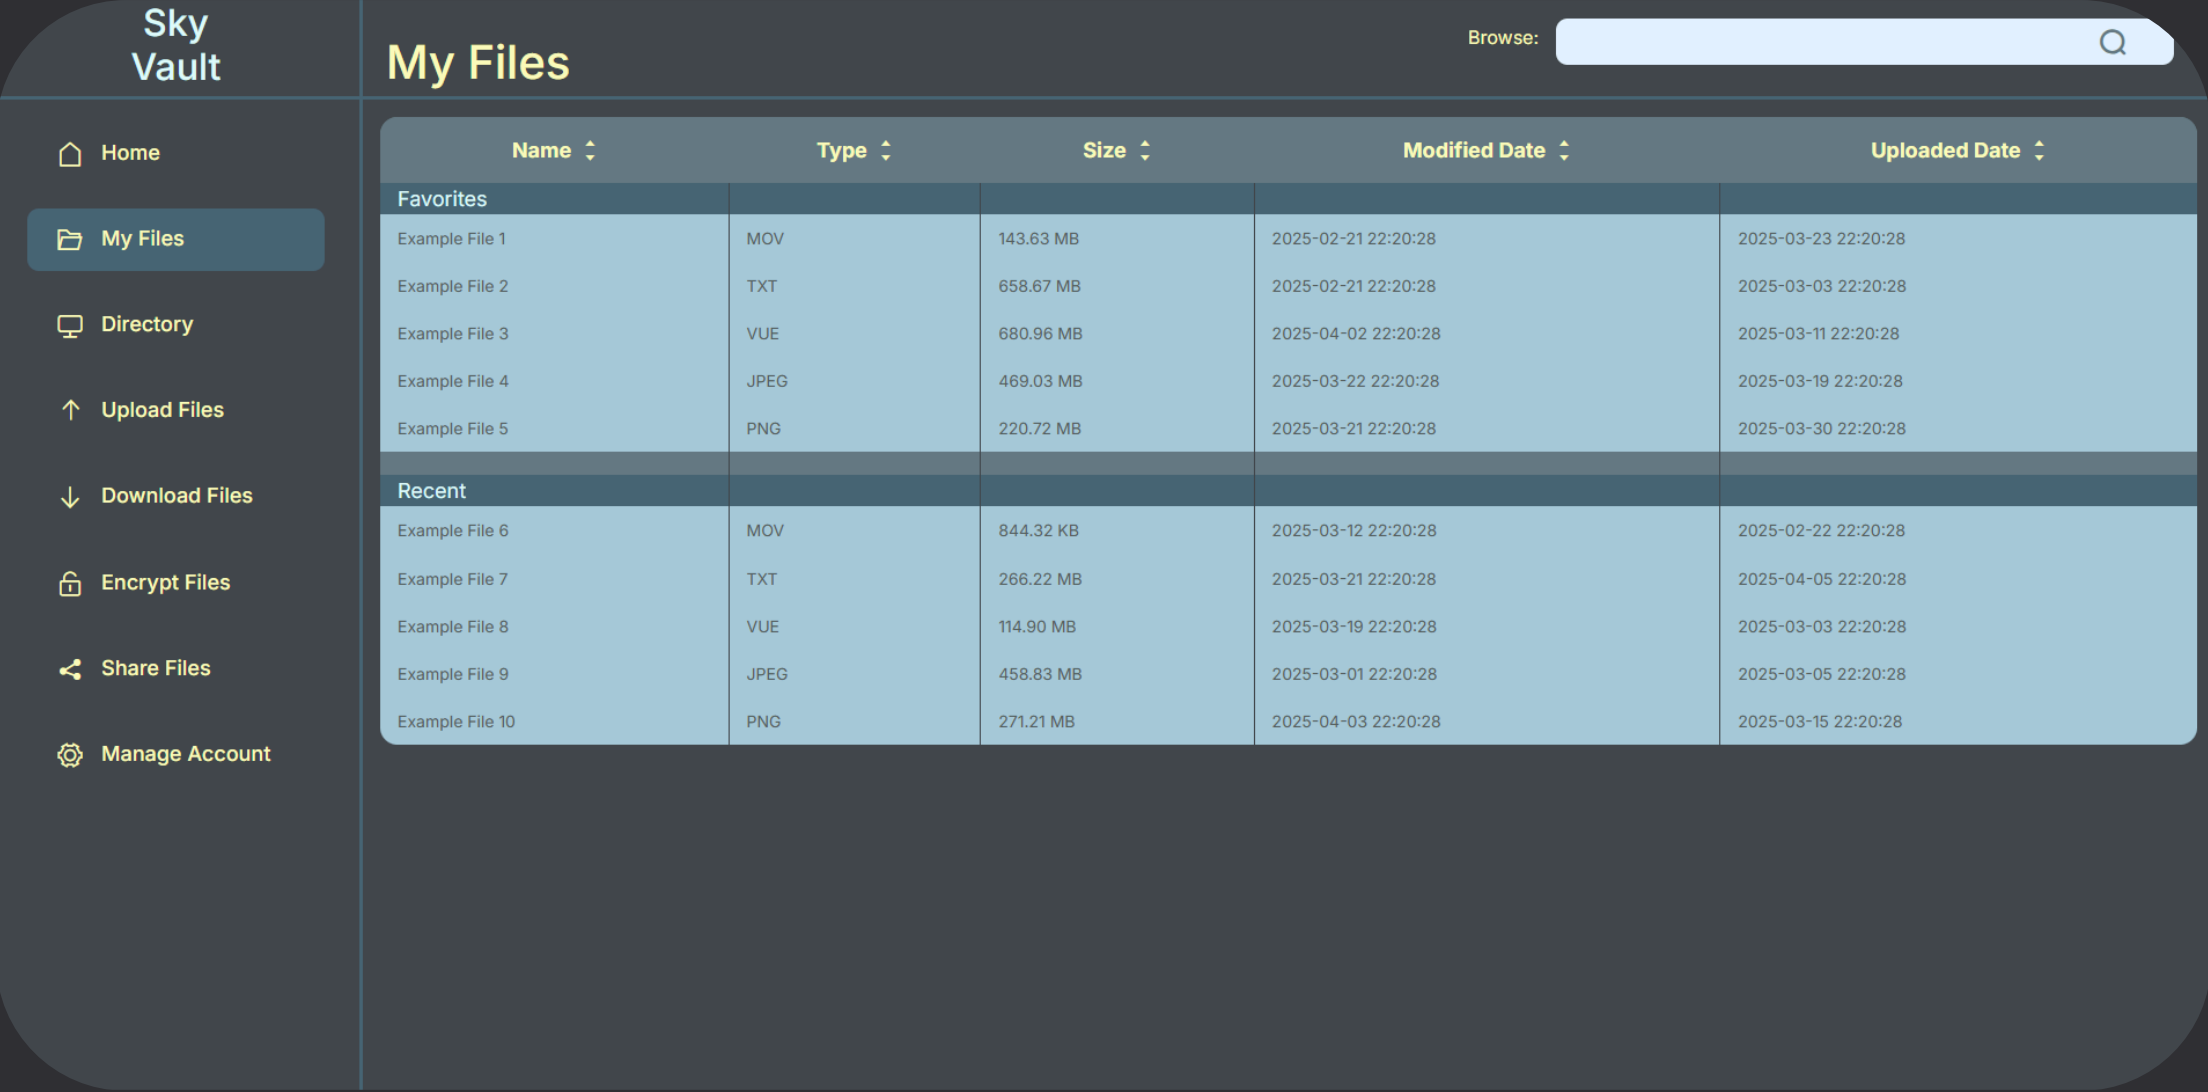 Sky
Vault
My Files
Browse:
Home
My Files
Directory
Upload Files
Download Files
Encrypt Files
Share Files
Manage Account
Name Type Size Modified Date Uploaded Date
Favorites
Example File 1 MOV 143.63 MB 2025-02-21 22:20:28 2025-03-23 22:20:28
Example File 2 TXT 658.67 MB 2025-02-21 22:20:28 2025-03-03 22:20:28
Example File 3 VUE 680.96 MB 2025-04-02 22:20:28 2025-03-11 22:20:28
Example File 4 JPEG 469.03 MB 2025-03-22 22:20:28 2025-03-19 22:20:28
Example File 5 PNG 220.72 MB 2025-03-21 22:20:28 2025-03-30 22:20:28
Recent
Example File 6 MOV 844.32 KB 2025-03-12 22:20:28 2025-02-22 22:20:28
Example File 7 TXT 266.22 MB 2025-03-21 22:20:28 2025-04-05 22:20:28
Example File 8 VUE 114.90 MB 2025-03-19 22:20:28 2025-03-03 22:20:28
Example File 9 JPEG 458.83 MB 2025-03-01 22:20:28 2025-03-05 22:20:28
Example File 10 PNG 271.21 MB 2025-04-03 22:20:28 2025-03-15 22:20:28